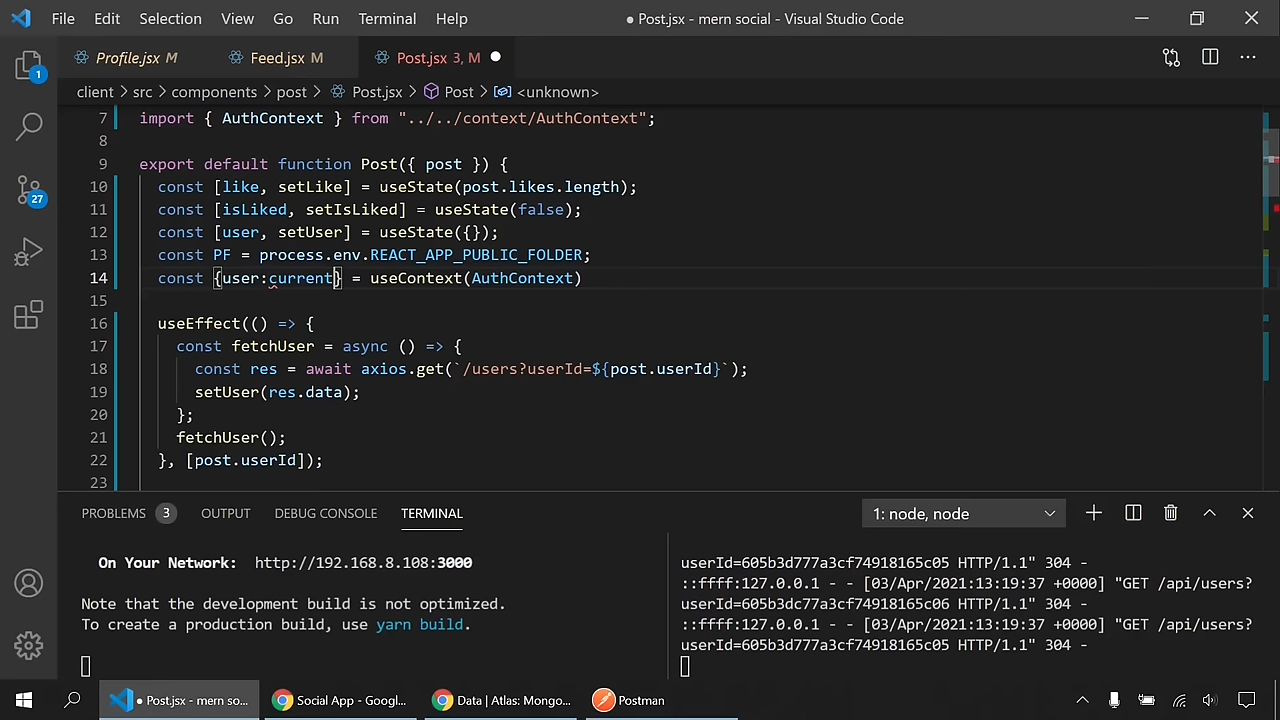 File Edit Selection View Go Run Terminal Help ● Post.jsx - mern social - Visual Studio Code
Profile.jsx M Feed.jsx M Post.jsx 3, M
client > src > components > post > Post.jsx > Post > <unknown>
7 import { AuthContext } from "../../context/AuthContext";
8
9 export default function Post({ post }) {
10 const [like, setLike] = useState(post.likes.length);
11 const [isLiked, setIsLiked] = useState(false);
12 const [user, setUser] = useState({});
13 const PF = process.env.REACT_APP_PUBLIC_FOLDER;
14 const {user:current} = useContext(AuthContext)
15
16 useEffect(() => {
17 const fetchUser = async () => {
18 const res = await axios.get(`/users?userId=${post.userId}`);
19 setUser(res.data);
20 };
21 fetchUser();
22 }, [post.userId]);
23
1
27
PROBLEMS 3 OUTPUT DEBUG CONSOLE TERMINAL 1: node, node
On Your Network: http://192.168.8.108:3000
Note that the development build is not optimized.
To create a production build, use yarn build.
userId=605b3d777a3cf74918165c05 HTTP/1.1" 304 -
::ffff:127.0.0.1 - - [03/Apr/2021:13:19:37 +0000] "GET /api/users?
userId=605b3dc77a3cf74918165c06 HTTP/1.1" 304 -
::ffff:127.0.0.1 - - [03/Apr/2021:13:19:37 +0000] "GET /api/users?
userId=605b3d777a3cf74918165c05 HTTP/1.1" 304 -
● Post.jsx - mern so... Social App - Googl... Data | Atlas: Mongo... Postman